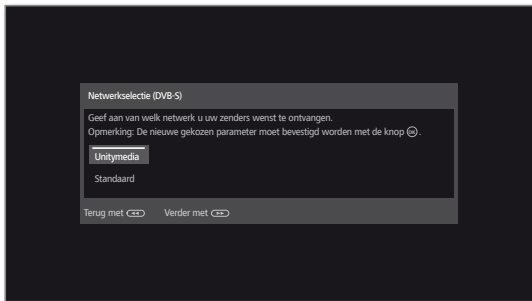 Netwerkselectie (DVB-S)
Geef aan van welk netwerk u uw zenders wenst te ontvangen.
Opmerking: De nieuwe gekozen parameter moet bevestigd worden met de knop OK.
Unitymedia
Standaard
Terug met ◀◀ Verder met ▶▶